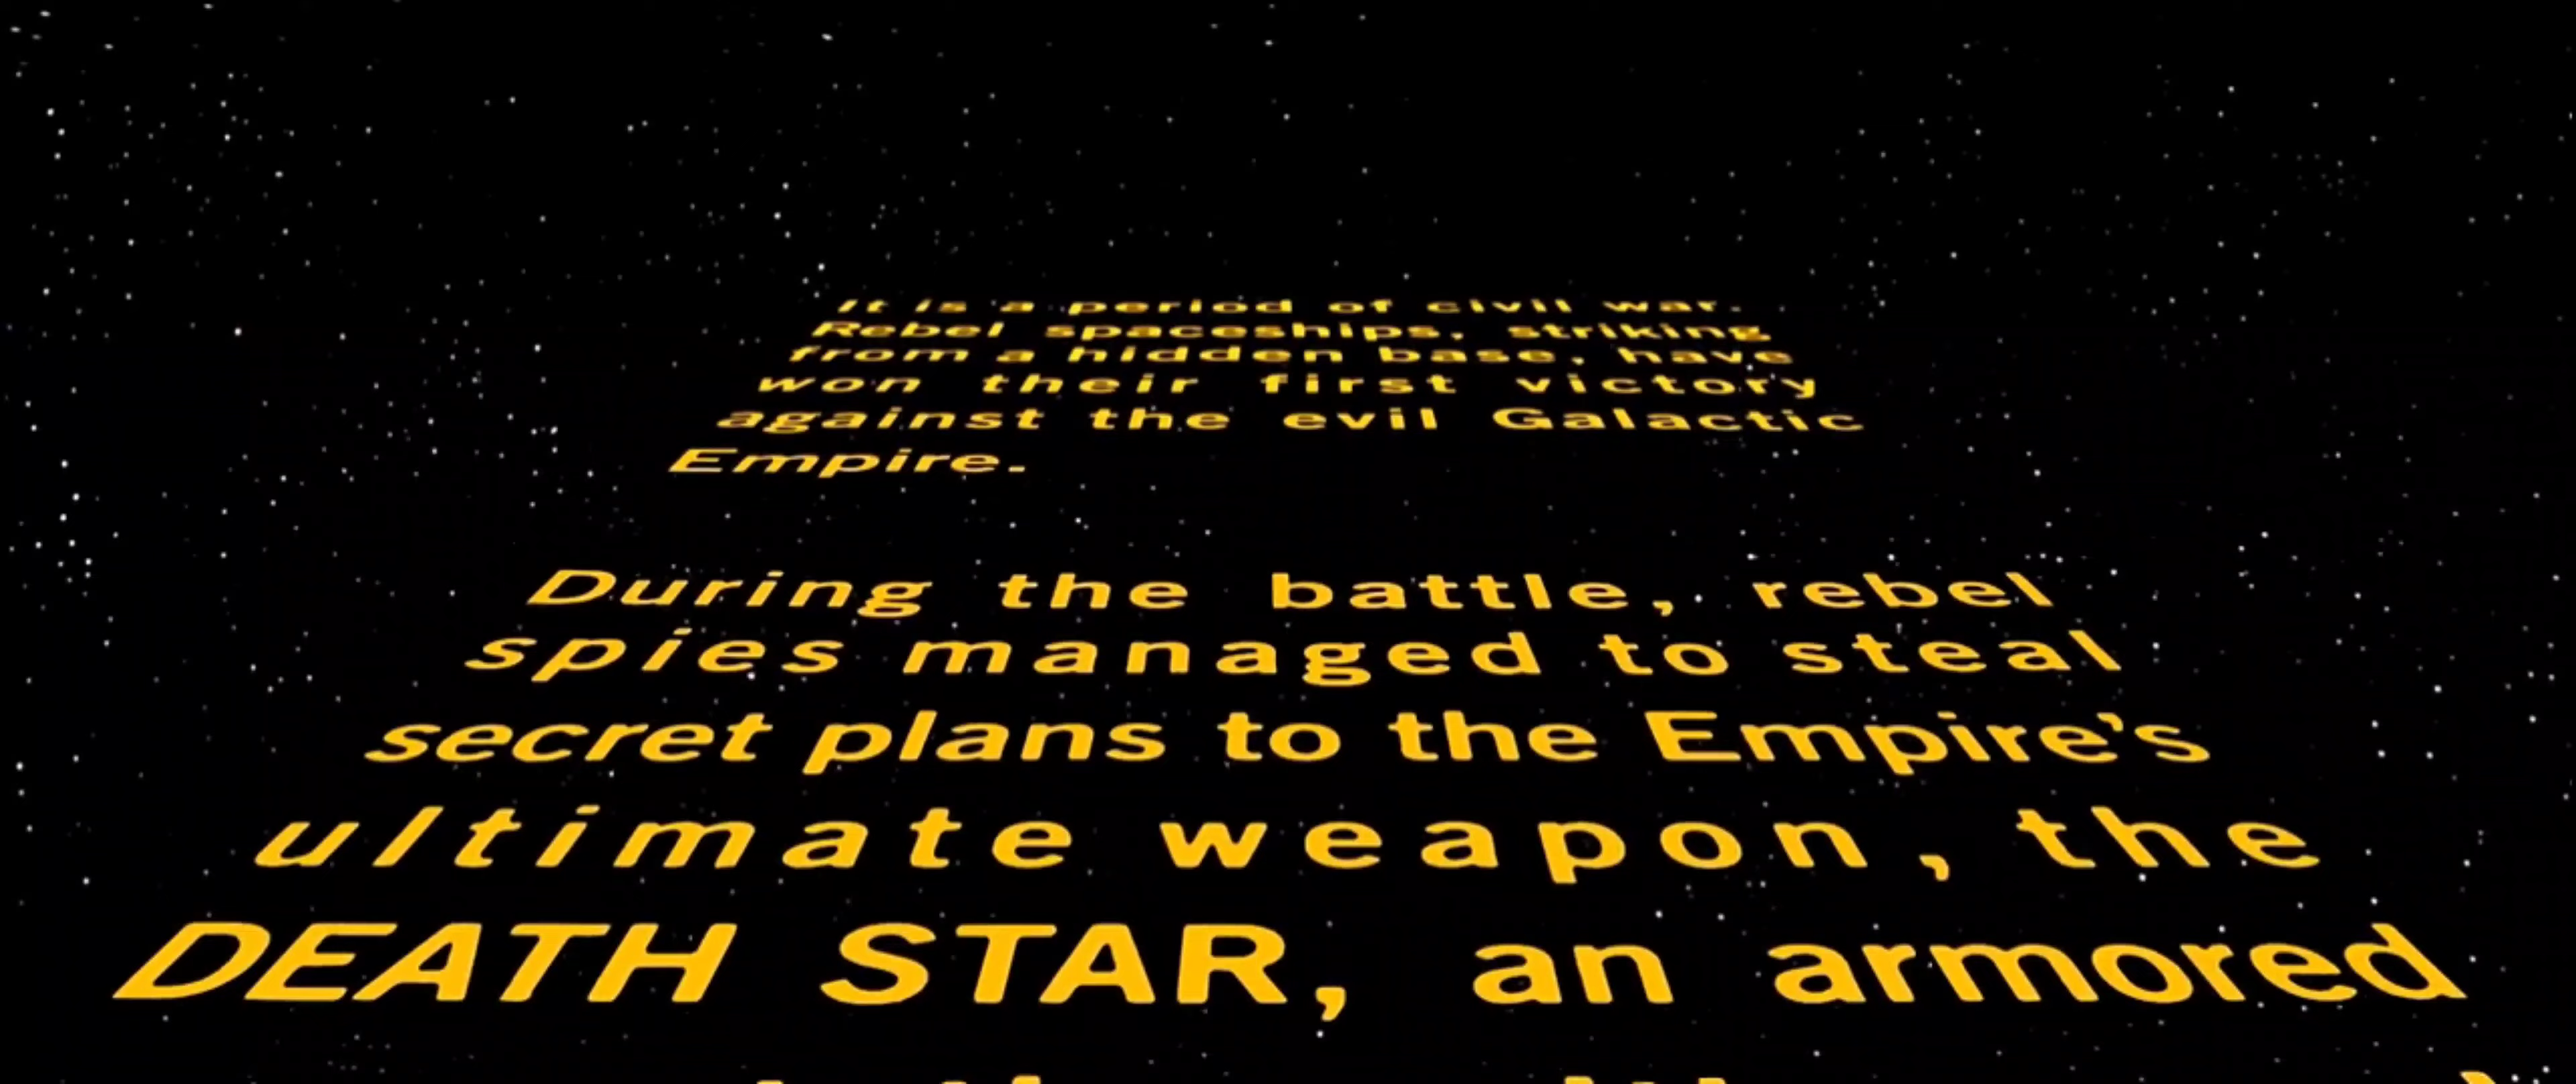 It is a period of civil war.
Rebel spaceships, striking
from a hidden base, have
won their first victory
against the evil Galactic
Empire.
During the battle, rebel
spies managed to steal
secret plans to the Empire's
ultimate weapon, the
DEATH STAR, an armored